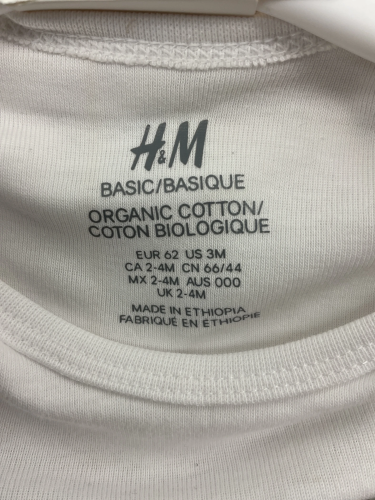 H&M
BASIC/BASIQUE
ORGANIC COTTON/
COTON BIOLOGIQUE
EUR 62 US 3M
CA 2-4M CN 66/44
MX 2-4M AUS 000
UK 2-4M
MADE IN ETHIOPIA
FABRIQUÉ EN ÉTHIOPIE